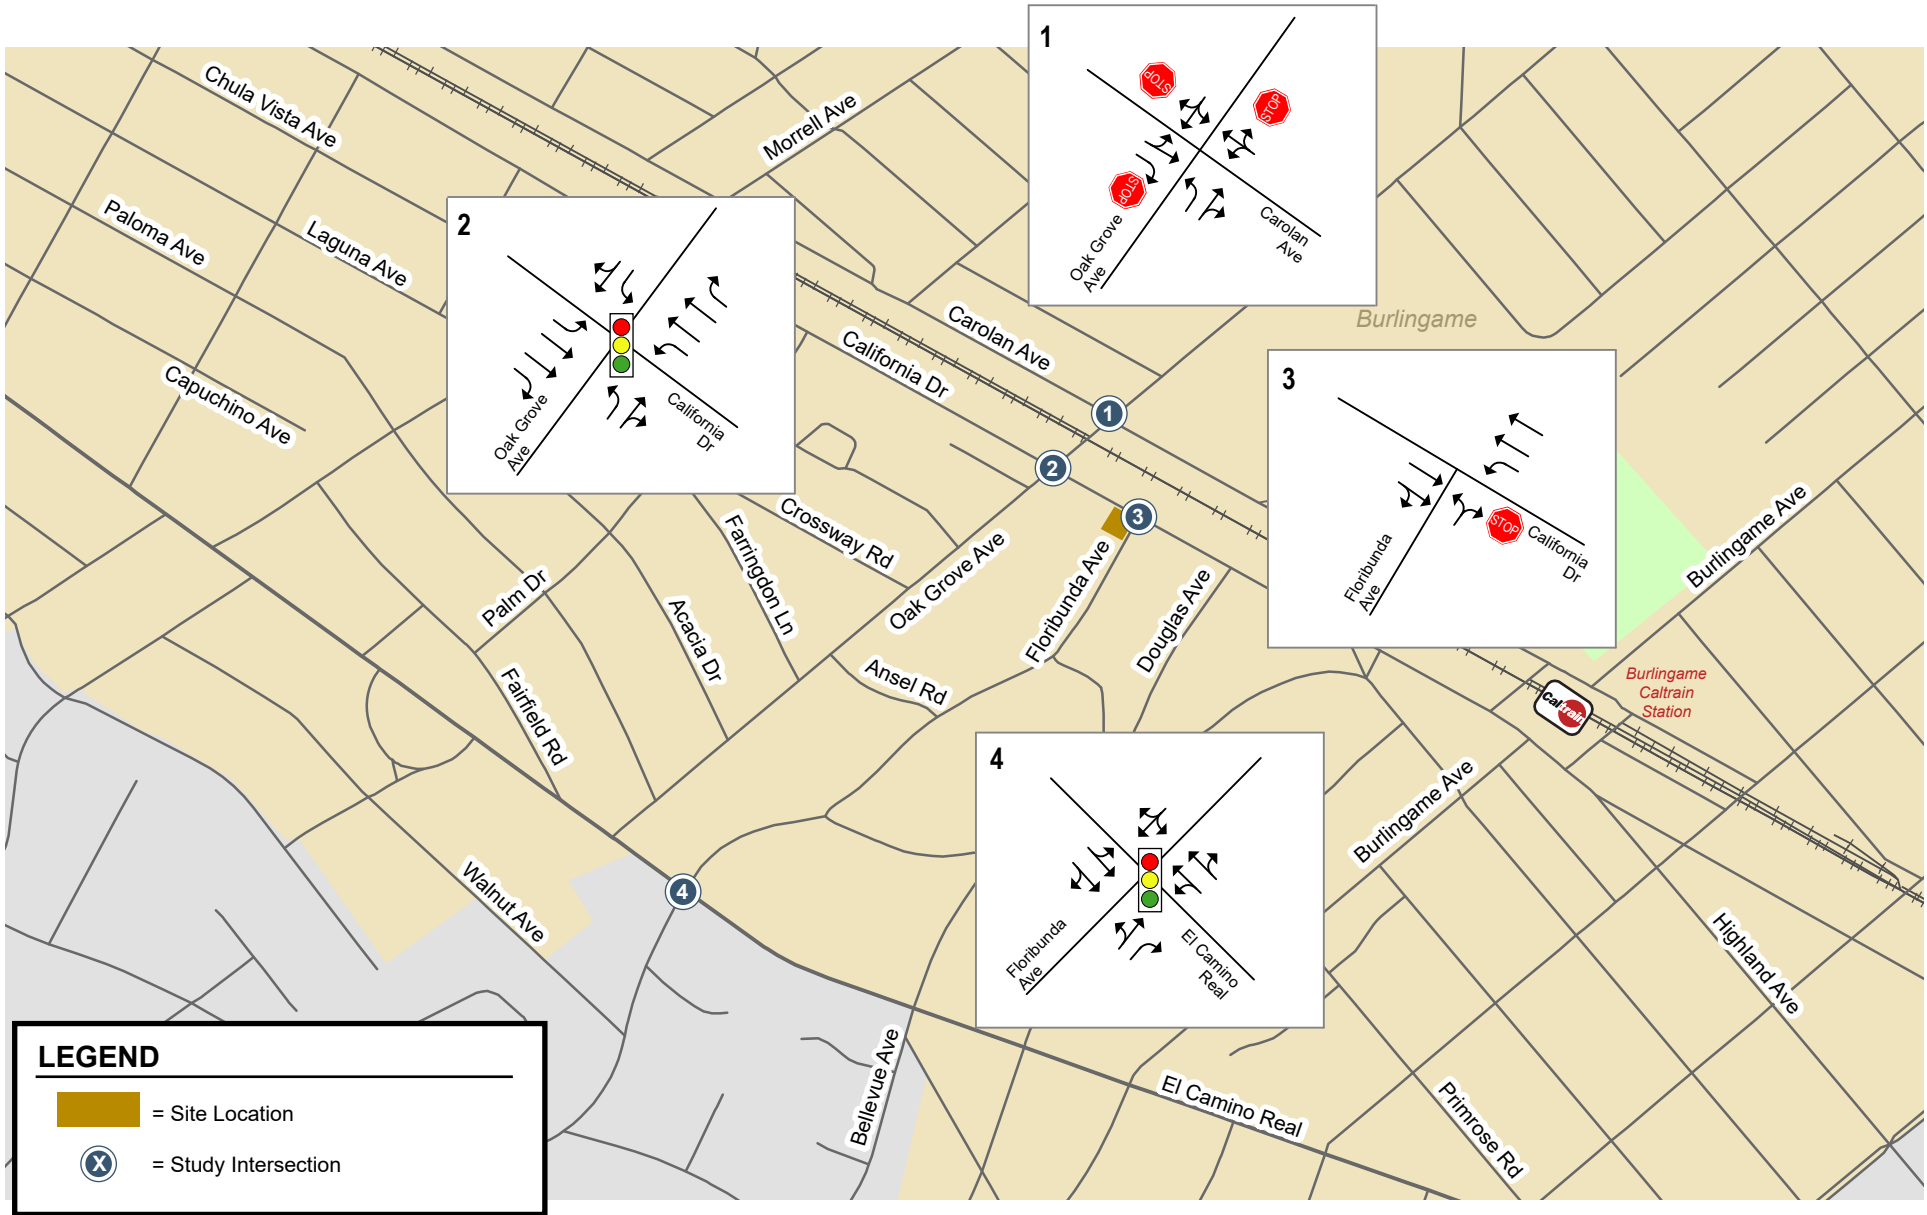 1
STOP
STOP
STOP
Oak Grove
Ave
Carolan
Ave
2
Oak Grove
Ave
California
Dr
3
STOP
Floribunda
Ave
California
Dr
4
Floribunda
Ave
El Camino
Real
Chula Vista Ave
Morrell Ave
Paloma Ave
Laguna Ave
Capuchino Ave
Carolan Ave
California Dr
Burlingame
1
2
3
4
Crossway Rd
Farringdon Ln
Oak Grove Ave
Floribunda Ave
Douglas Ave
Palm Dr
Acacia Dr
Ansel Rd
Fairfield Rd
Burlingame Ave
Burlingame
Caltrain
Station
Caltrain
Burlingame Ave
Walnut Ave
Highland Ave
Bellevue Ave
El Camino Real
Primrose Rd
LEGEND
= Site Location
X
= Study Intersection